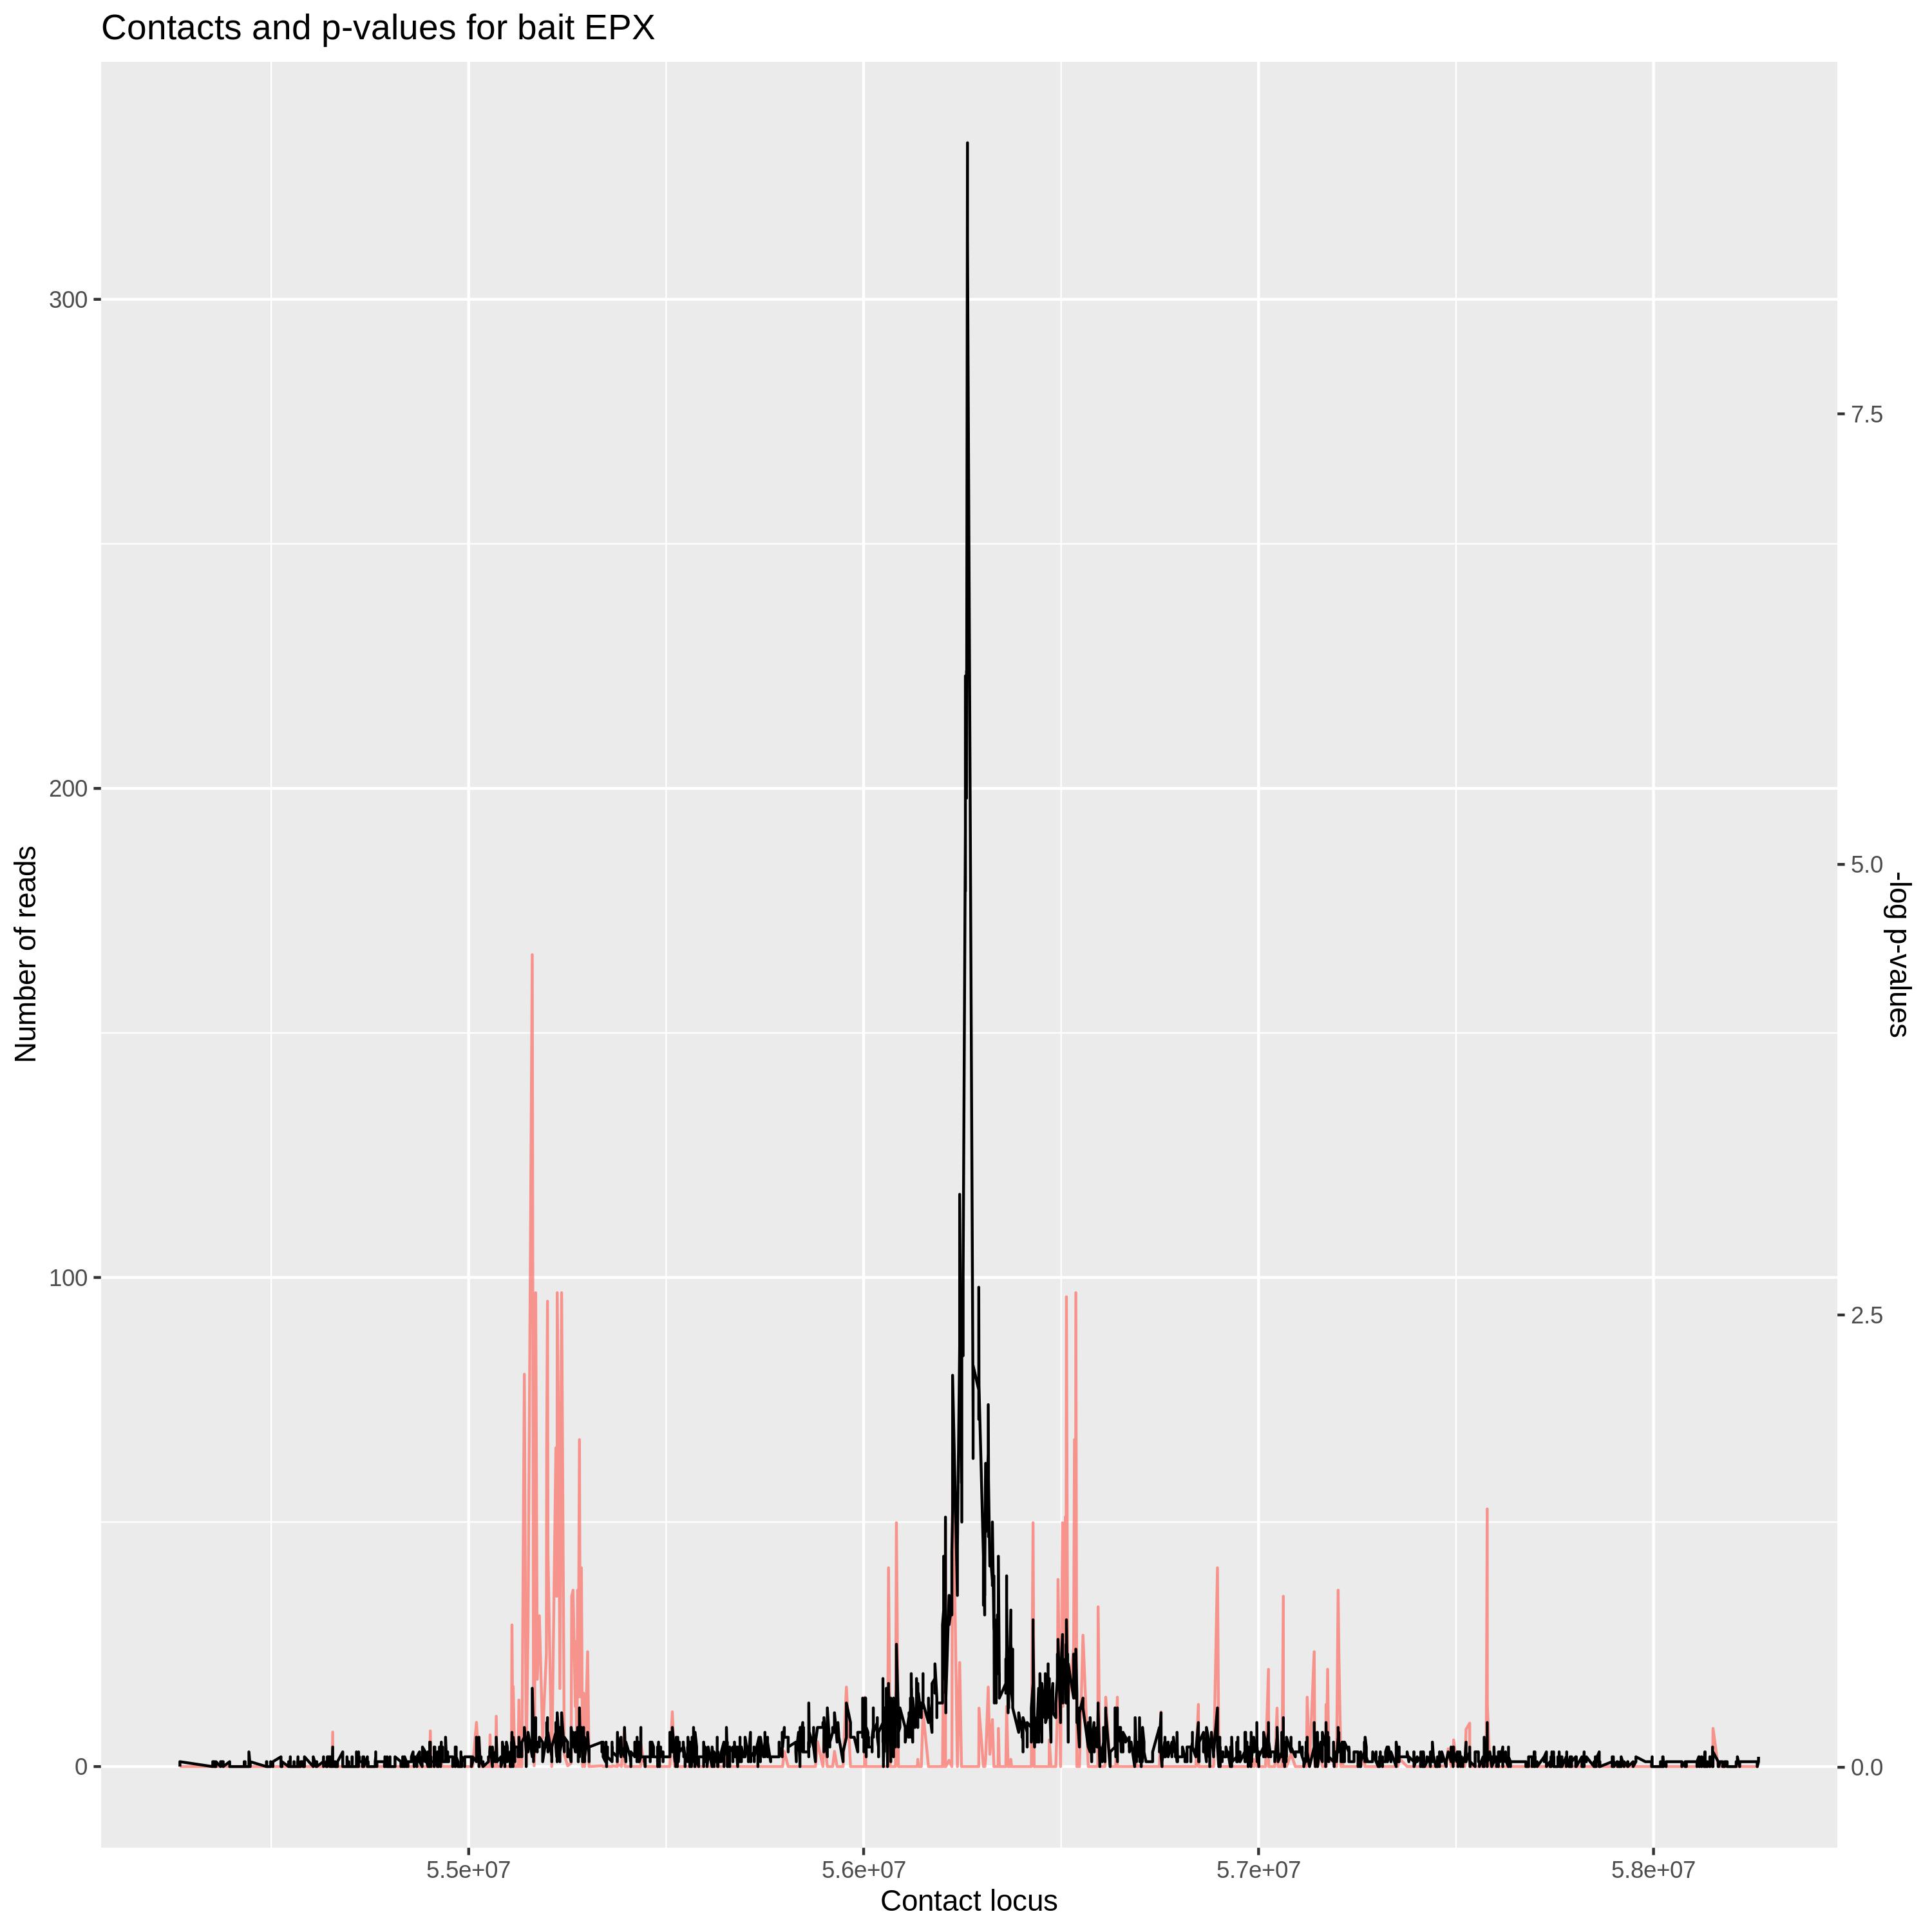 Contacts and p-values for bait EPX
300
200
100
0
Number of reads
7.5
5.0
2.5
0.0
-log p-values
5.5e+07
5.6e+07
5.7e+07
5.8e+07
Contact locus